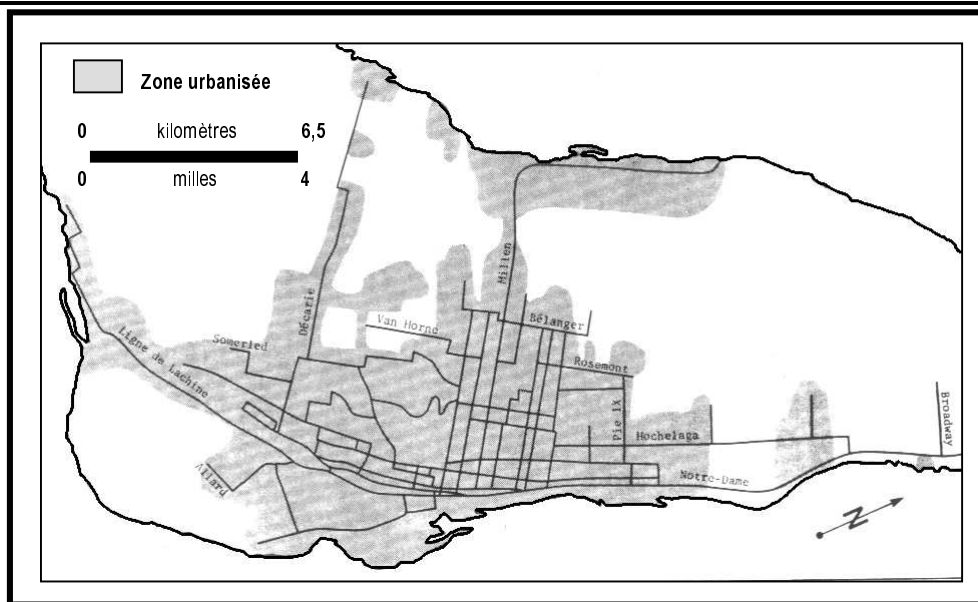 Zone urbanisée
0 kilomètres 6,5
0 milles 4
Millen
Décarie
Van Horne
Bélanger
Somerled
Ligne de Lachine
Rosemont
Pie IX
Broadway
Hochelaga
Allard
Notre-Dame
N